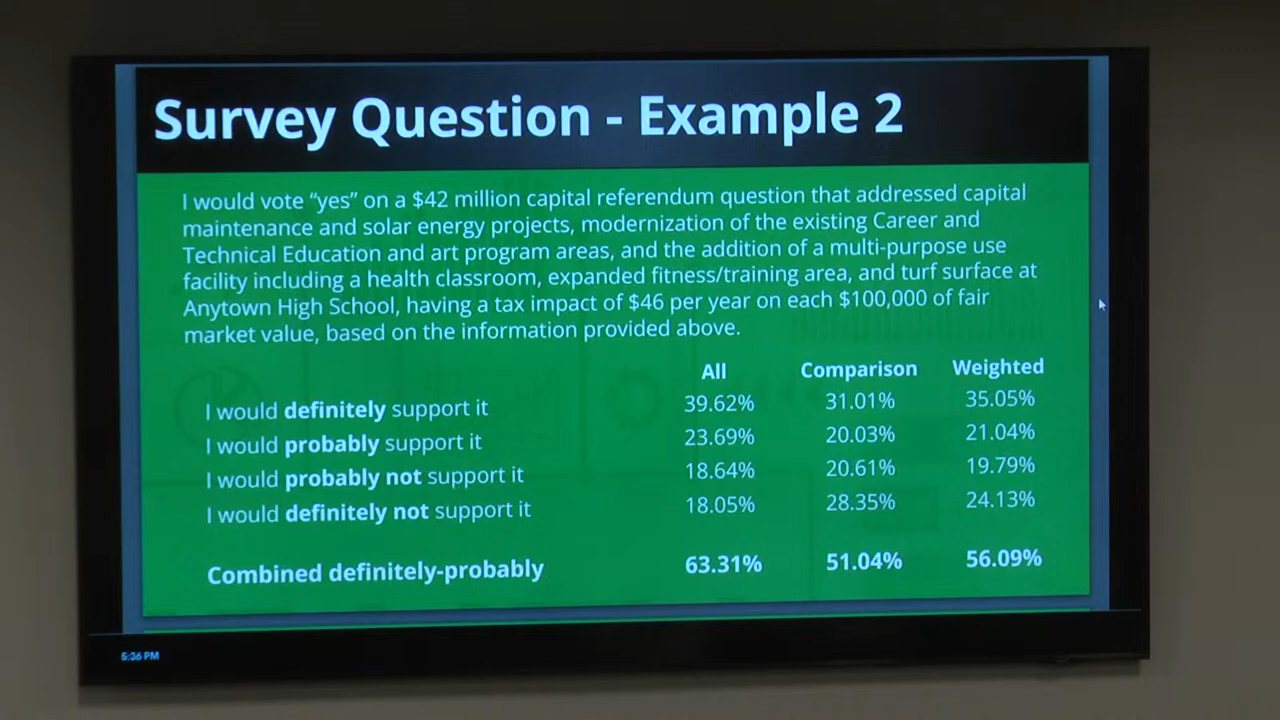 Survey Question - Example 2
I would vote “yes” on a $42 million capital referendum question that addressed capital
maintenance and solar energy projects, modernization of the existing Career and
Technical Education and art program areas, and the addition of a multi-purpose use
facility including a health classroom, expanded fitness/training area, and turf surface at
Anytown High School, having a tax impact of $46 per year on each $100,000 of fair
market value, based on the information provided above.
All Comparison Weighted
I would definitely support it 39.62% 31.01% 35.05%
I would probably support it 23.69% 20.03% 21.04%
I would probably not support it 18.64% 20.61% 19.79%
I would definitely not support it 18.05% 28.35% 24.13%
Combined definitely-probably 63.31% 51.04% 56.09%
5:36 PM